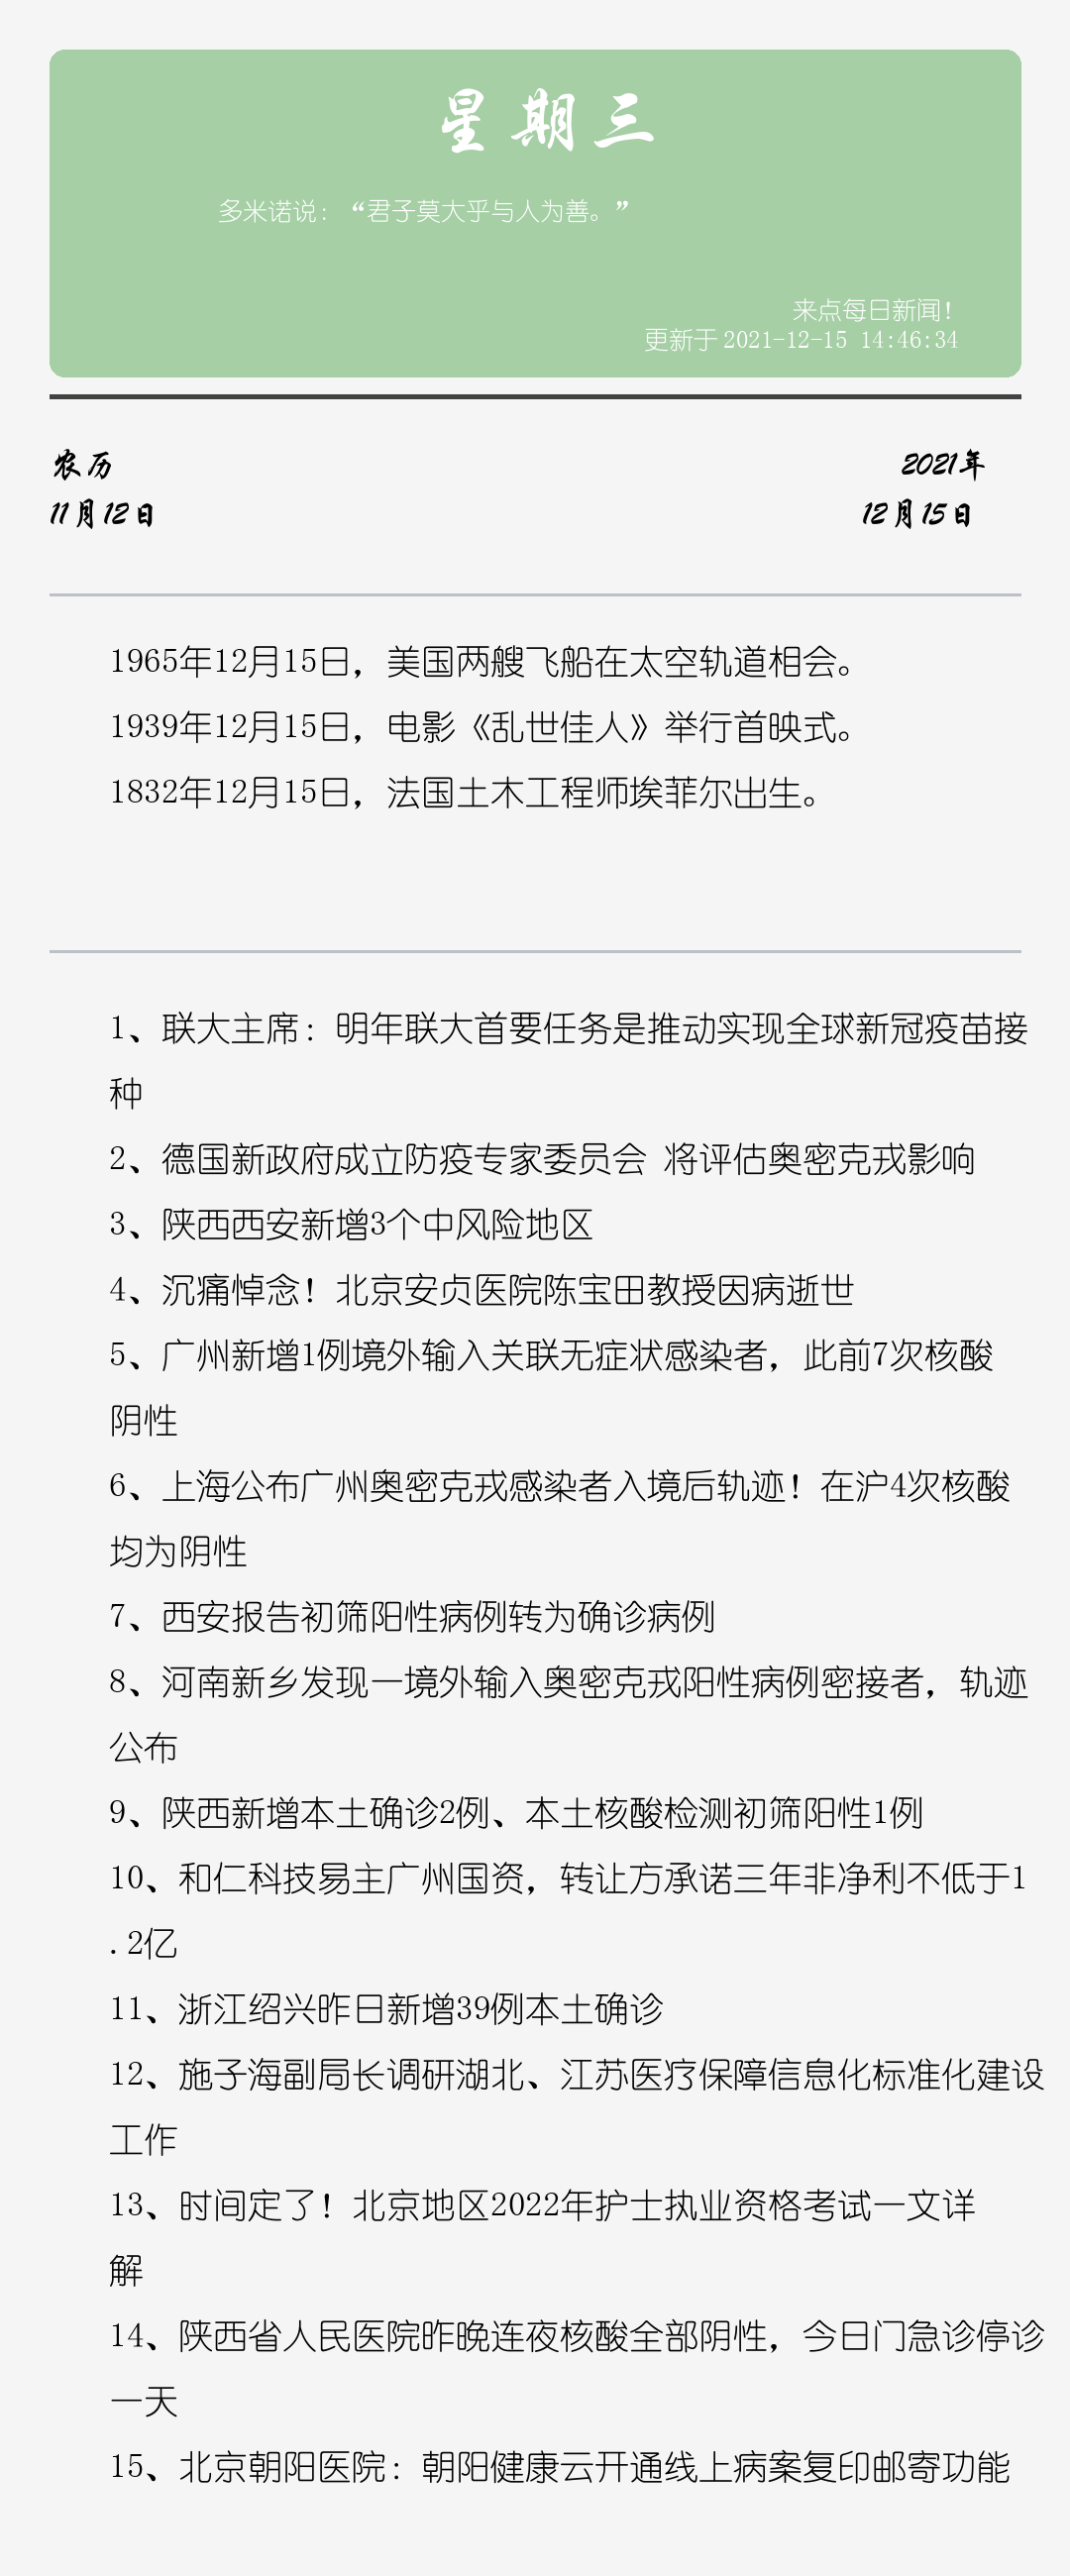 星期三
多米诺说：“君子莫大乎与人为善。”
来点每日新闻！
更新于 2021-12-15 14:46:34
农历
2021年
11月12日
12月15日
1965年12月15日，美国两艘飞船在太空轨道相会。
1939年12月15日，电影《乱世佳人》举行首映式。
1832年12月15日，法国土木工程师埃菲尔出生。
1、联大主席：明年联大首要任务是推动实现全球新冠疫苗接
种
2、德国新政府成立防疫专家委员会 将评估奥密克戎影响
3、陕西西安新增3个中风险地区
4、沉痛悼念！北京安贞医院陈宝田教授因病逝世
5、广州新增1例境外输入关联无症状感染者，此前7次核酸
阴性
6、上海公布广州奥密克戎感染者入境后轨迹！在沪4次核酸
均为阴性
7、西安报告初筛阳性病例转为确诊病例
8、河南新乡发现一境外输入奥密克戎阳性病例密接者，轨迹
公布
9、陕西新增本土确诊2例、本土核酸检测初筛阳性1例
10、和仁科技易主广州国资，转让方承诺三年非净利不低于1
.2亿
11、浙江绍兴昨日新增39例本土确诊
12、施子海副局长调研湖北、江苏医疗保障信息化标准化建设
工作
13、时间定了！北京地区2022年护士执业资格考试一文详
解
14、陕西省人民医院昨晚连夜核酸全部阴性，今日门急诊停诊
一天
15、北京朝阳医院：朝阳健康云开通线上病案复印邮寄功能